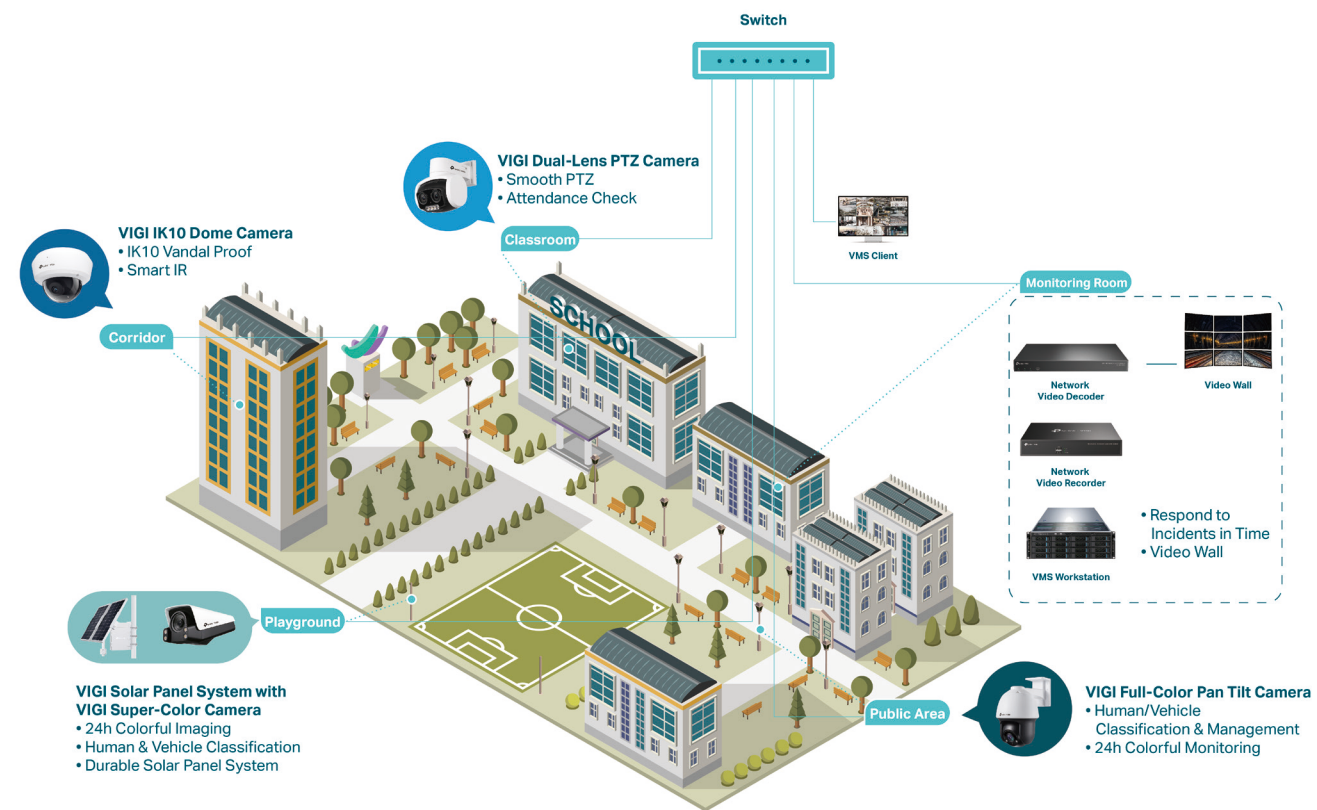 Switch
VIGI Dual-Lens PTZ Camera
• Smooth PTZ
• Attendance Check
Classroom
VIGI IK10 Dome Camera
• IK10 Vandal Proof
• Smart IR
Corridor
SCHOOL
VMS Client
Monitoring Room
Network
Video Decoder
Video Wall
Network
Video Recorder
VMS Workstation
• Respond to
Incidents in Time
• Video Wall
Playground
VIGI Solar Panel System with
VIGI Super-Color Camera
• 24h Colorful Imaging
• Human & Vehicle Classification
• Durable Solar Panel System
Public Area
VIGI Full-Color Pan Tilt Camera
• Human/Vehicle
Classification & Management
• 24h Colorful Monitoring